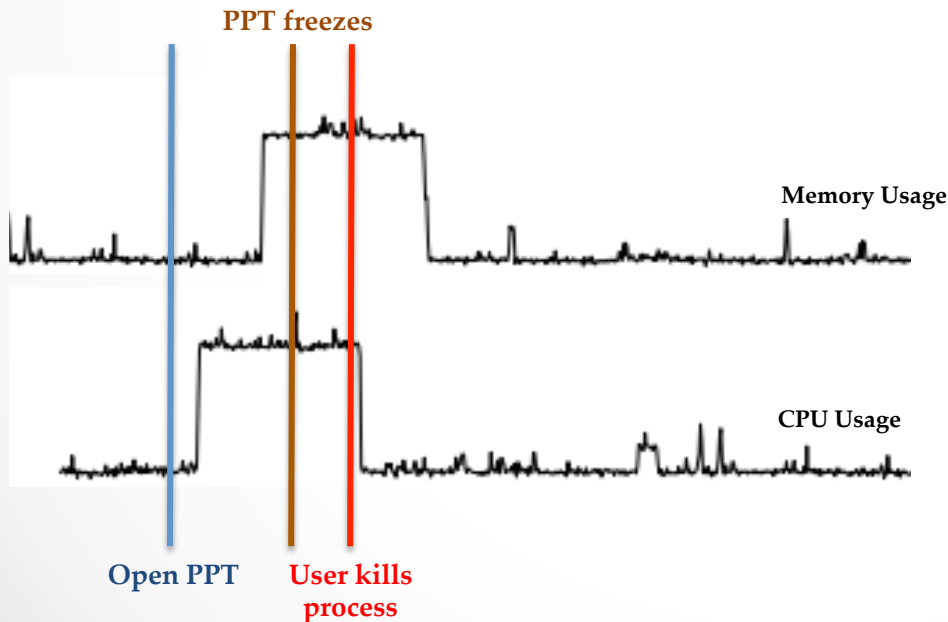 PPT freezes
Memory Usage
CPU Usage
Open PPT
User kills
process